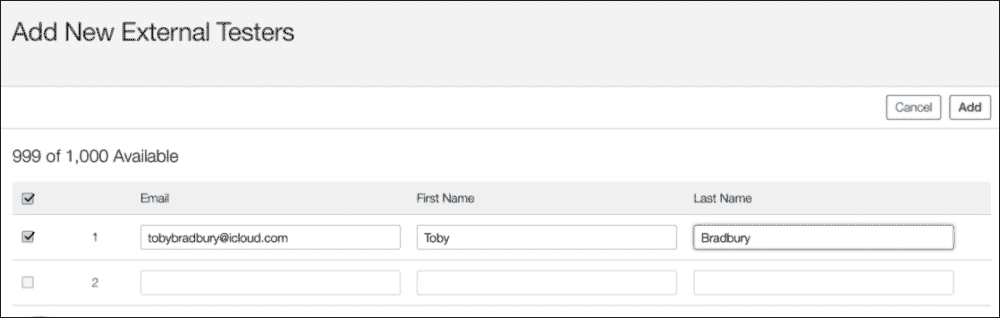 Add New External Testers
Cancel Add
999 of 1,000 Available
Email First Name Last Name
1 tobybradbury@icloud.com Toby Bradbury
2